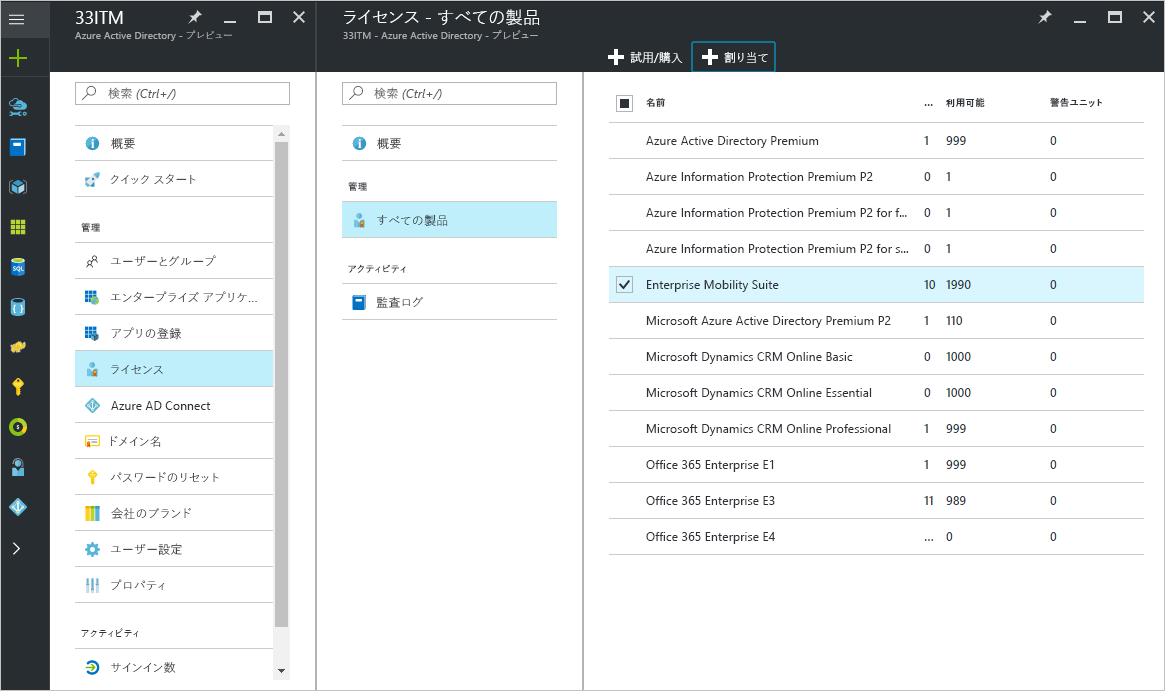 33ITM
Azure Active Directory - プレビュー
検索 (Ctrl+/)
概要
クイック スタート
管理
ユーザーとグループ
エンタープライズ アプリケ...
アプリの登録
ライセンス
Azure AD Connect
ドメイン名
パスワードのリセット
会社のブランド
ユーザー設定
プロパティ
アクティビティ
サインイン数
ライセンス - すべての製品
33ITM - Azure Active Directory - プレビュー
検索 (Ctrl+/)
概要
管理
すべての製品
アクティビティ
監査ログ
試用/購入 割り当て
名前 ... 利用可能 警告ユニット
Azure Active Directory Premium 1 999 0
Azure Information Protection Premium P2 0 1 0
Azure Information Protection Premium P2 for f... 0 1 0
Azure Information Protection Premium P2 for s... 0 1 0
Enterprise Mobility Suite 10 1990 0
Microsoft Azure Active Directory Premium P2 1 110 0
Microsoft Dynamics CRM Online Basic 0 1000 0
Microsoft Dynamics CRM Online Essential 0 1000 0
Microsoft Dynamics CRM Online Professional 1 999 0
Office 365 Enterprise E1 1 999 0
Office 365 Enterprise E3 11 989 0
Office 365 Enterprise E4 ... 0 0
SQL